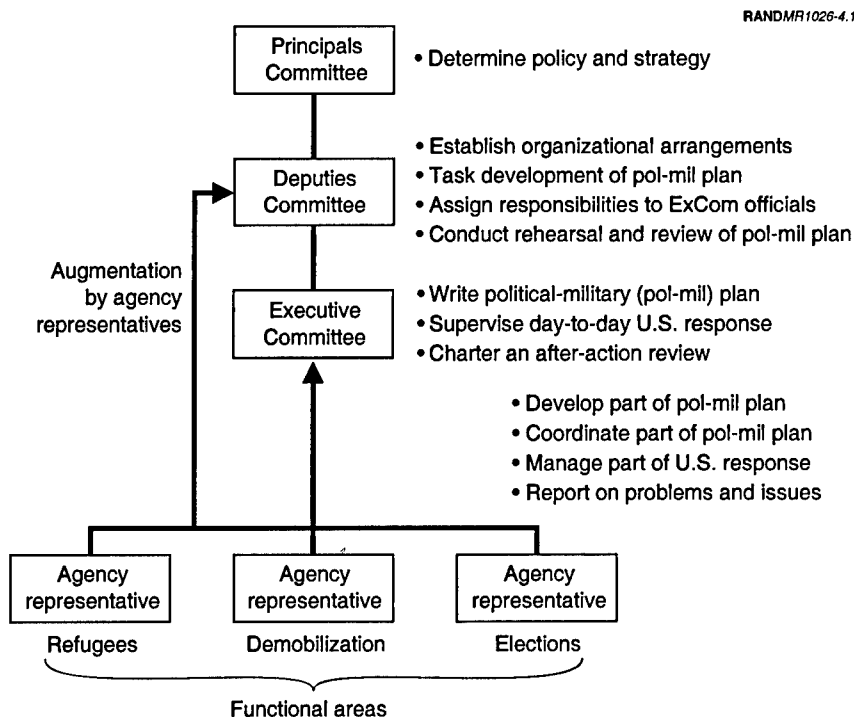 RANDMR1026-4.1
Principals
Committee
• Determine policy and strategy
Deputies
Committee
• Establish organizational arrangements
• Task development of pol-mil plan
• Assign responsibilities to ExCom officials
• Conduct rehearsal and review of pol-mil plan
Augmentation
by agency
representatives
Executive
Committee
• Write political-military (pol-mil) plan
• Supervise day-to-day U.S. response
• Charter an after-action review
• Develop part of pol-mil plan
• Coordinate part of pol-mil plan
• Manage part of U.S. response
• Report on problems and issues
Agency
representative
Refugees
Agency
representative
Demobilization
Agency
representative
Elections
Functional areas